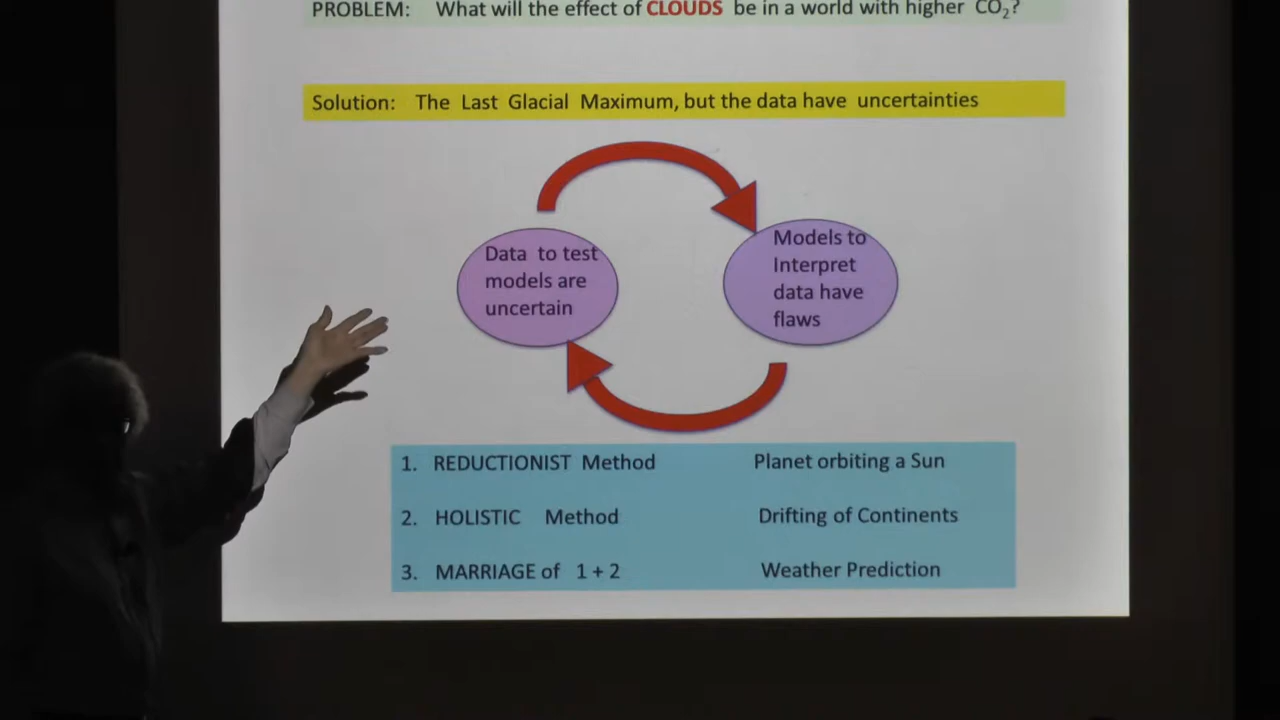 PROBLEM: What will the effect of CLOUDS be in a world with higher CO₂?
Solution: The Last Glacial Maximum, but the data have uncertainties
Data to test
models are
uncertain
Models to
Interpret
data have
flaws
1. REDUCTIONIST Method Planet orbiting a Sun
2. HOLISTIC Method Drifting of Continents
3. MARRIAGE of 1 + 2 Weather Prediction